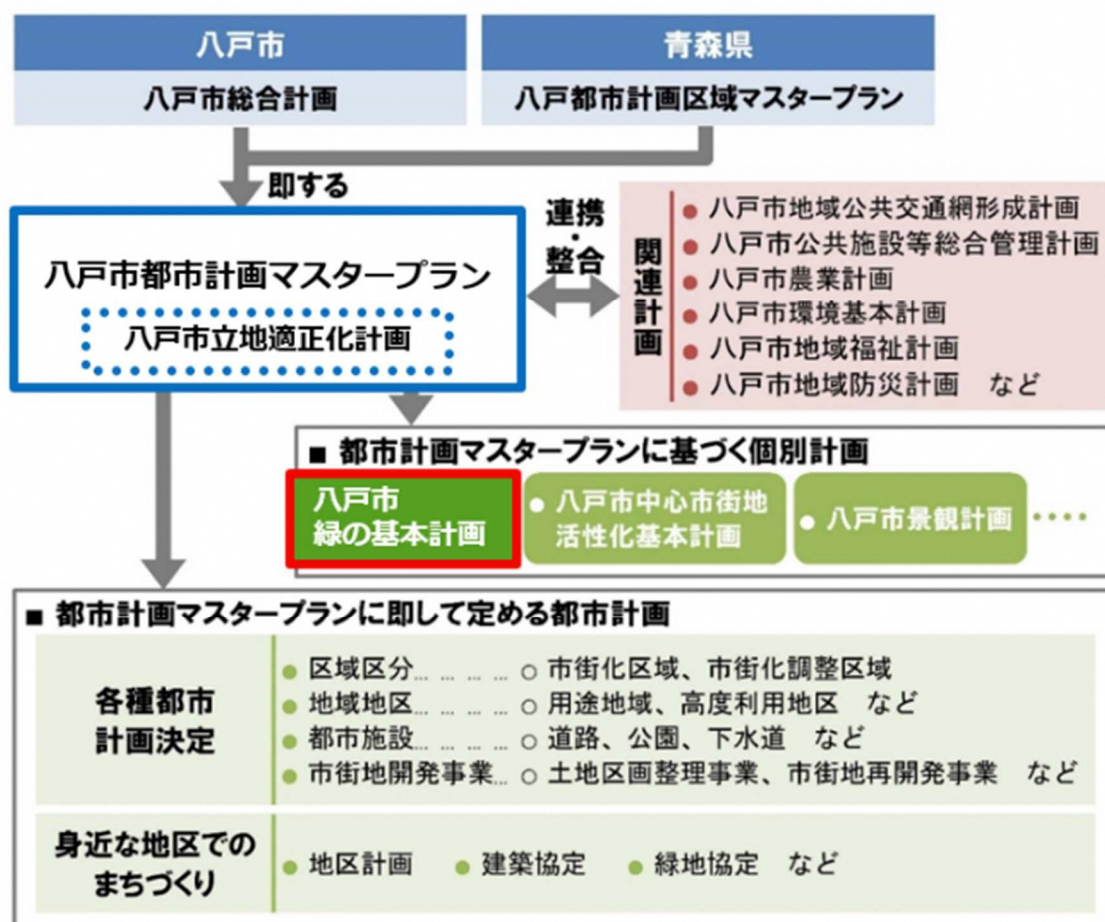 八戸市
八戸市総合計画
青森県
八戸都市計画区域マスタープラン
即する
八戸市都市計画マスタープラン
八戸市立地適正化計画
連携
・
整合
関連計画
● 八戸市地域公共交通網形成計画
● 八戸市公共施設等総合管理計画
● 八戸市農業計画
● 八戸市環境基本計画
● 八戸市地域福祉計画
● 八戸市地域防災計画 など
■ 都市計画マスタープランに基づく個別計画
八戸市
緑の基本計画
● 八戸市中心市街地
活性化基本計画
● 八戸市景観計画
••••
■ 都市計画マスタープランに即して定める都市計画
各種都市
計画決定
● 区域区分… … … … ○ 市街化区域、市街化調整区域
● 地域地区… … … … ○ 用途地域、高度利用地区 など
● 都市施設… … … … ○ 道路、公園、下水道 など
● 市街地開発事業… ○ 土地区画整理事業、市街地再開発事業 など
身近な地区での
まちづくり
● 地区計画 ● 建築協定 ● 緑地協定 など